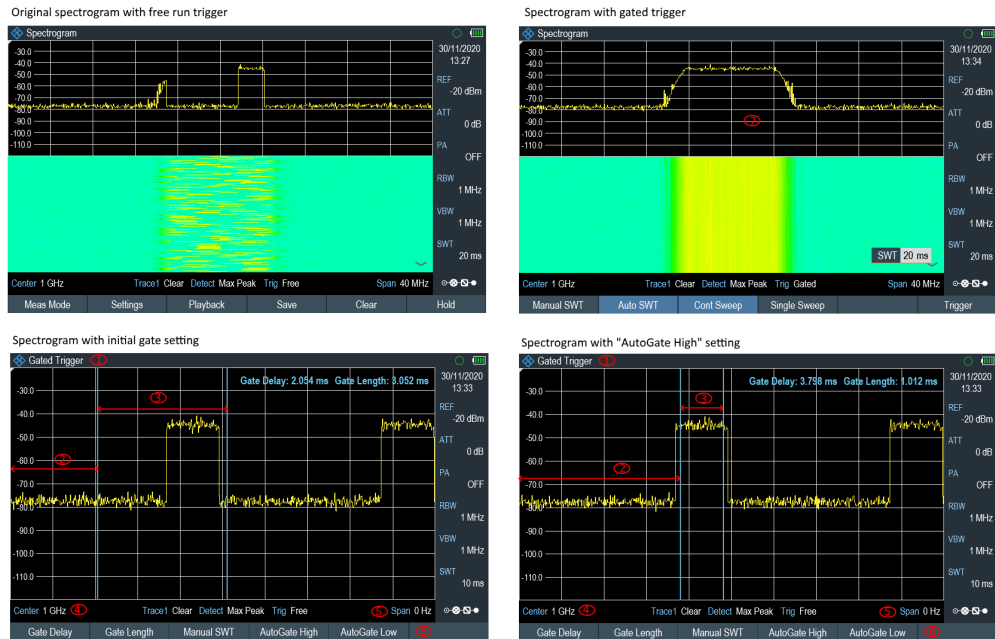 Original spectrogram with free run trigger
Spectrogram
30/11/2020
13:27
-30.0
-40.0
-50.0
-60.0
-70.0
-80.0
-90.0
-100.0
-110.0
REF
-20 dBm
ATT
0 dB
PA
OFF
RBW
1 MHz
VBW
1 MHz
SWT
20 ms
Center 1 GHz Trace1 Clear Detect Max Peak Trig Free Span 40 MHz
Meas Mode Settings Playback Save Clear Hold
Spectrogram with gated trigger
Spectrogram
30/11/2020
13:34
-30.0
-40.0
-50.0
-60.0
-70.0
-80.0
-90.0
-100.0
-110.0
7
REF
-20 dBm
ATT
0 dB
PA
OFF
RBW
1 MHz
VBW
1 MHz
SWT
20 ms
SWT 20 ms
Center 1 GHz Trace1 Clear Detect Max Peak Trig Gated Span 40 MHz
Manual SWT Auto SWT Cont Sweep Single Sweep Trigger
Spectrogram with initial gate setting
Gated Trigger 1
30/11/2020
13:33
Gate Delay: 2.054 ms Gate Length: 3.052 ms
-30.0
-40.0
-50.0
-60.0
-70.0
-80.0
-90.0
-100.0
-110.0
3
2
REF
-20 dBm
ATT
0 dB
PA
OFF
RBW
1 MHz
VBW
1 MHz
SWT
10 ms
Center 1 GHz 4 Trace1 Clear Detect Max Peak Trig Free 5 Span 0 Hz
Gate Delay Gate Length Manual SWT AutoGate High AutoGate Low 6
Spectrogram with "AutoGate High" setting
Gated Trigger 1
30/11/2020
13:33
Gate Delay: 3.798 ms Gate Length: 1.012 ms
-30.0
-40.0
-50.0
-60.0
-70.0
-80.0
-90.0
-100.0
-110.0
3
2
REF
-20 dBm
ATT
0 dB
PA
OFF
RBW
1 MHz
VBW
1 MHz
SWT
10 ms
Center 1 GHz 4 Trace1 Clear Detect Max Peak Trig Free 5 Span 0 Hz
Gate Delay Gate Length Manual SWT AutoGate High AutoGate Low 6